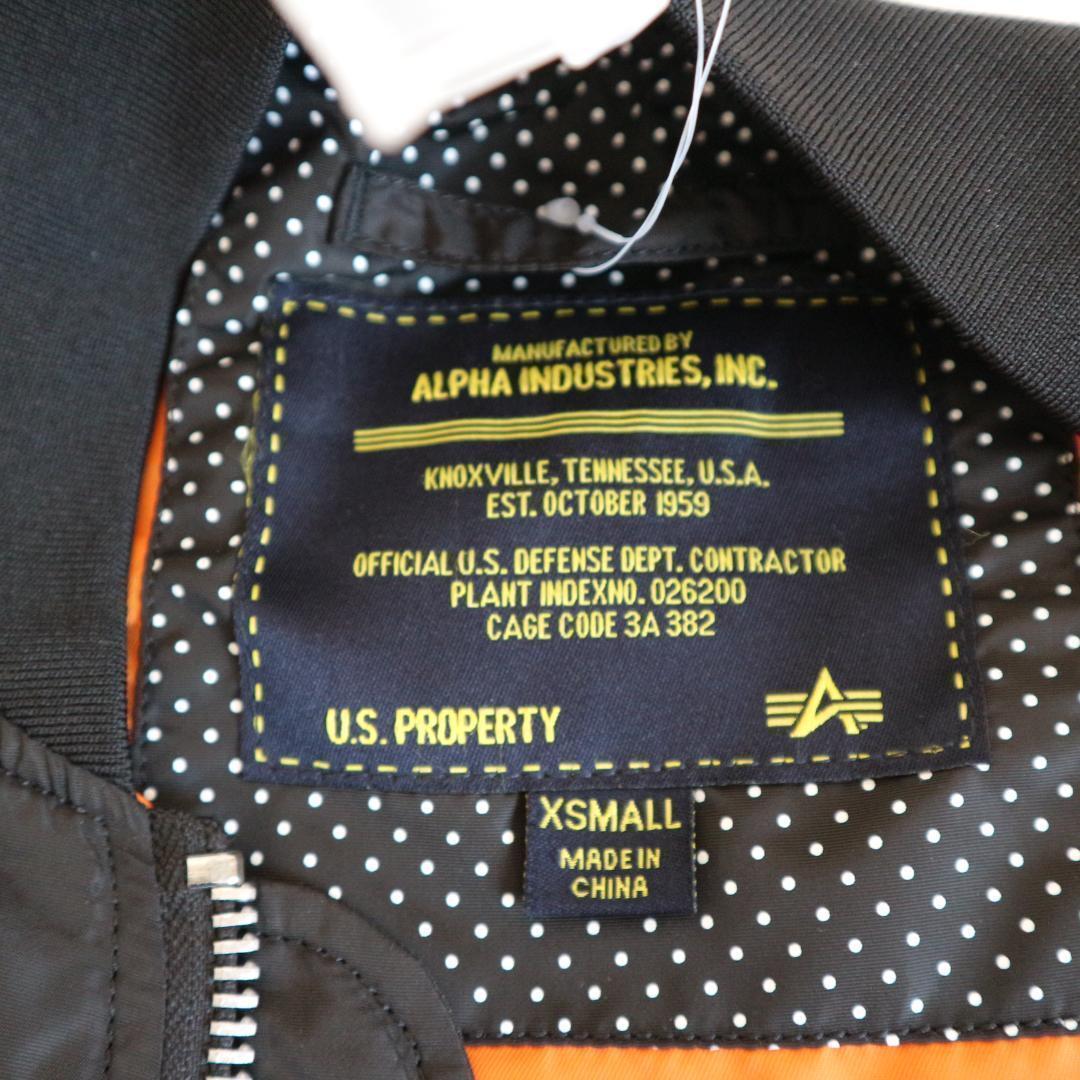 MANUFACTURED BY
ALPHA INDUSTRIES, INC.
KNOXVILLE, TENNESSEE, U.S.A.
EST. OCTOBER 1959
OFFICIAL U.S. DEFENSE DEPT. CONTRACTOR
PLANT INDEXNO. 026200
CAGE CODE 3A 382
U.S. PROPERTY
XSMALL
MADE IN
CHINA